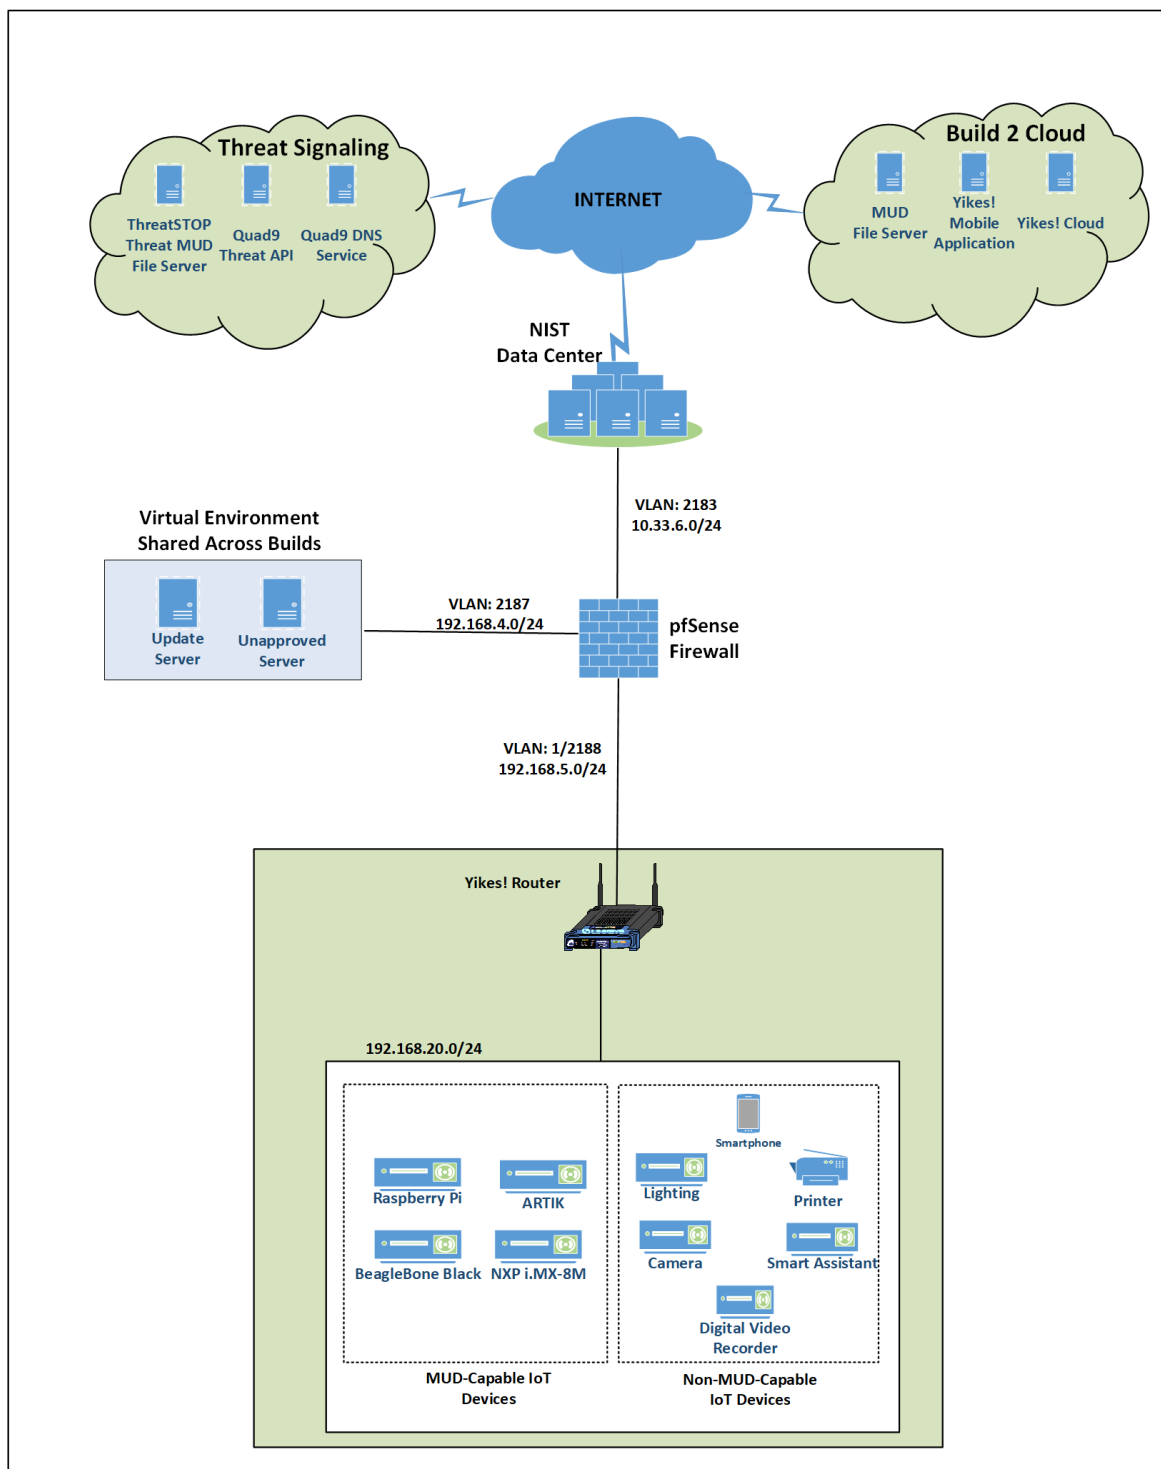 Threat Signaling
ThreatSTOP
Threat MUD
File Server
Quad9
Threat API
Quad9 DNS
Service
INTERNET
Build 2 Cloud
MUD
File Server
Yikes!
Mobile
Application
Yikes! Cloud
NIST
Data Center
VLAN: 2183
10.33.6.0/24
Virtual Environment
Shared Across Builds
Update
Server
Unapproved
Server
VLAN: 2187
192.168.4.0/24
pfSense
Firewall
VLAN: 1/2188
192.168.5.0/24
Yikes! Router
192.168.20.0/24
Raspberry Pi
ARTIK
BeagleBone Black
NXP i.MX-8M
MUD-Capable IoT
Devices
Smartphone
Lighting
Printer
Camera
Smart Assistant
Digital Video
Recorder
Non-MUD-Capable
IoT Devices